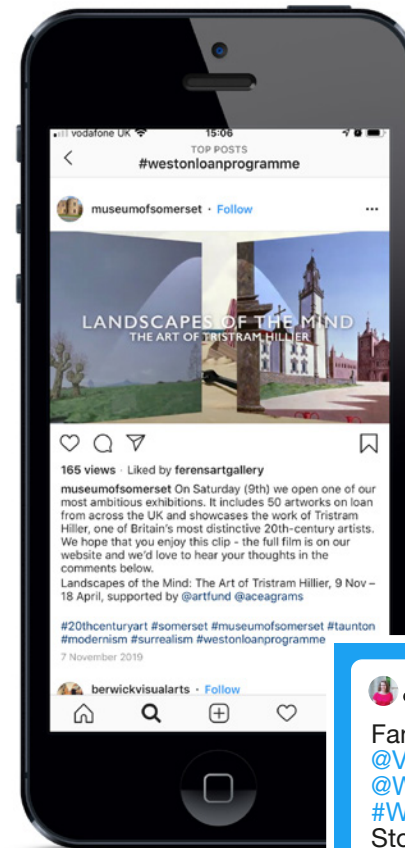 vodafone UK
15:06
TOP POSTS
#westonloanprogramme
museumofsomerset · Follow
LANDSCAPES OF THE MIND
THE ART OF TRISTRAM HILLIER
165 views · Liked by ferensartgallery
museumofsomerset On Saturday (9th) we open one of our
most ambitious exhibitions. It includes 50 artworks on loan
from across the UK and showcases the work of Tristram
Hiller, one of Britain's most distinctive 20th-century artists.
We hope that you enjoy this clip - the full film is on our
website and we'd love to hear your thoughts in the
comments below.
Landscapes of the Mind: The Art of Tristram Hillier, 9 Nov –
18 April, supported by @artfund @aceagrams
#20thcenturyart #somerset #museumofsomerset #taunton
#modernism #surrealism #westonloanprogramme
7 November 2019
berwickvisualarts · Follow
@V
@W
#W